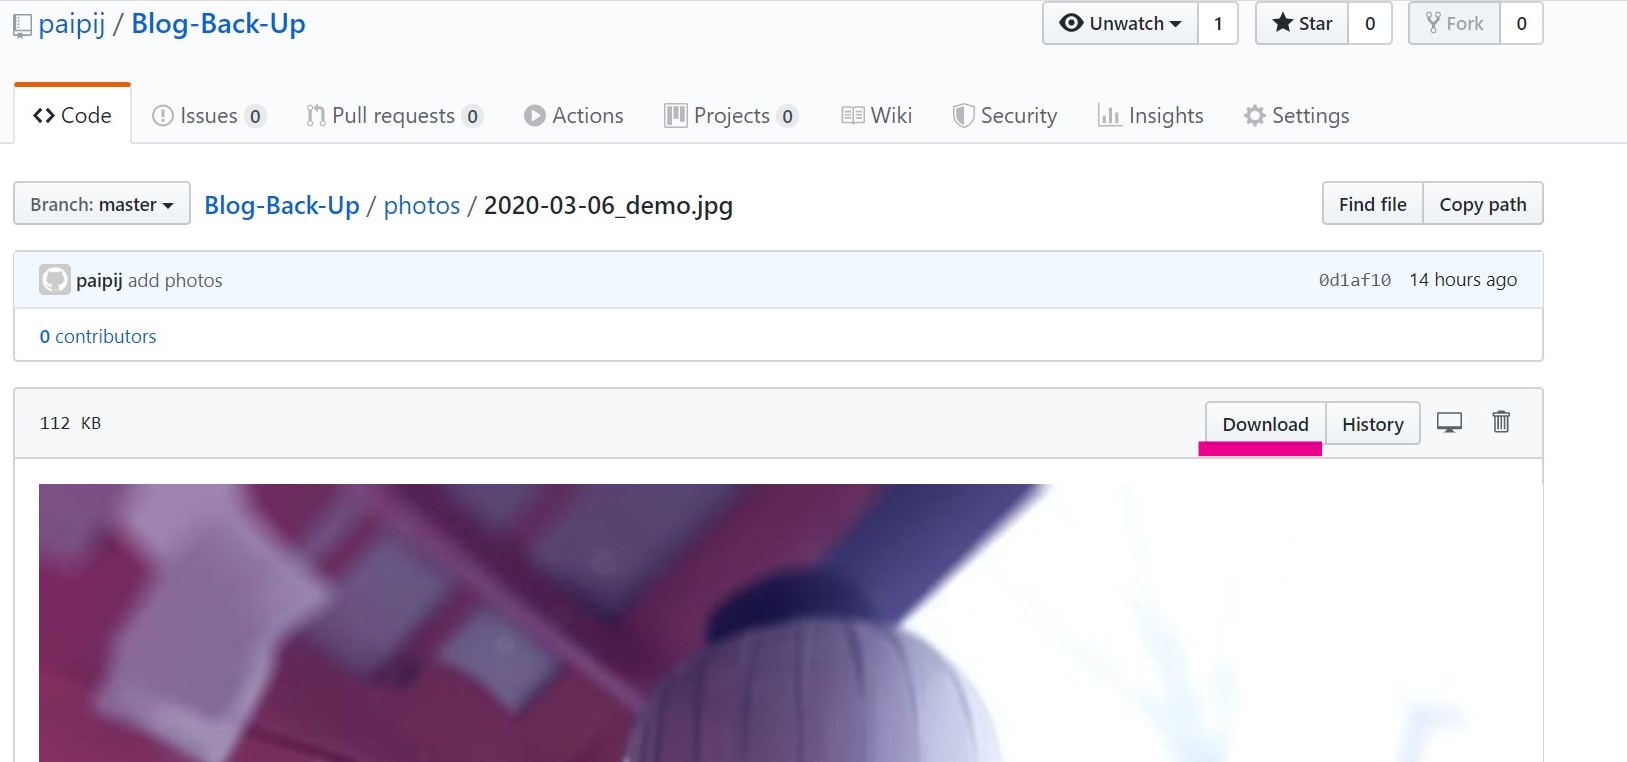 paipij / Blog-Back-Up
Unwatch 1 Star 0 Fork 0
Code Issues 0 Pull requests 0 Actions Projects 0 Wiki Security Insights Settings
Branch: master Blog-Back-Up / photos / 2020-03-06_demo.jpg Find file Copy path
paipij add photos 0d1af10 14 hours ago
0 contributors
112 KB Download History